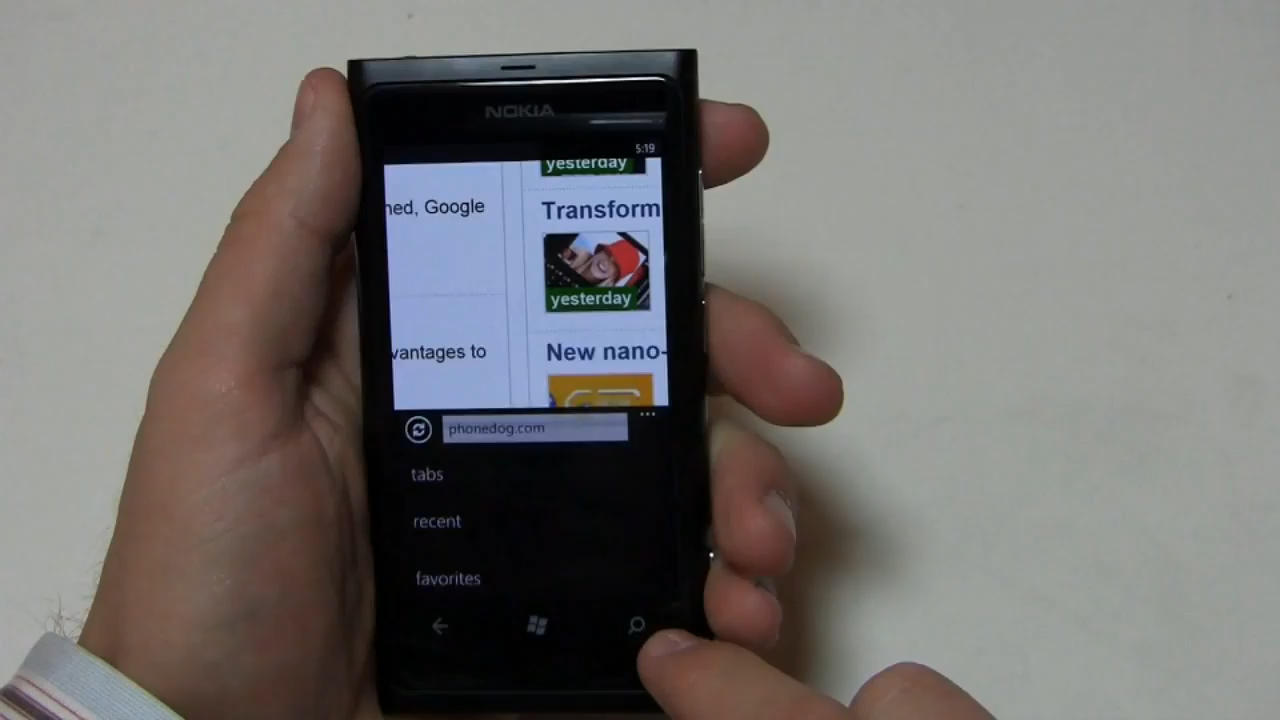 NOKIA
5:19
yesterday
ned, Google
Transform
yesterday
vantages to
New nano-
phonedog.com
...
tabs
recent
favorites